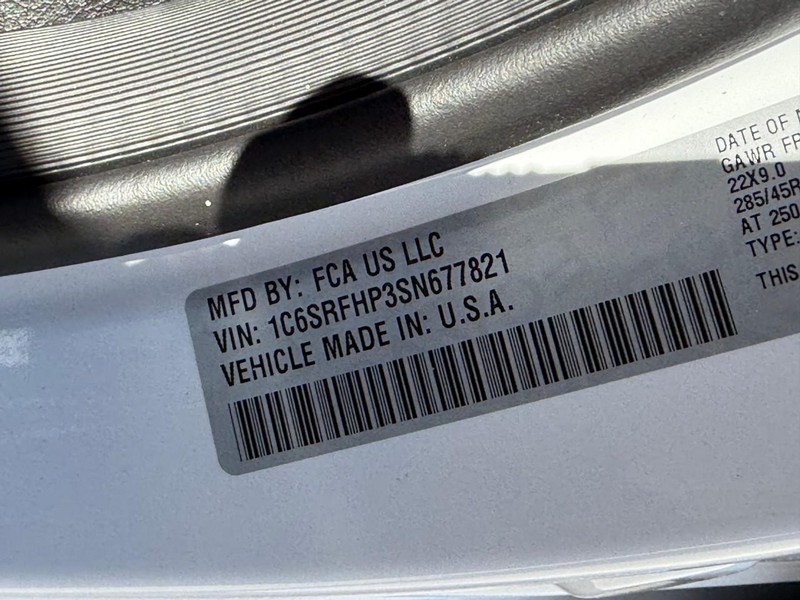 MFD BY: FCA US LLC
VIN: 1C6SRFHP3SN677821
VEHICLE MADE IN: U.S.A.
DATE OF
GAWR
22X9.0
285/45R
AT 250
TYPE:
THIS